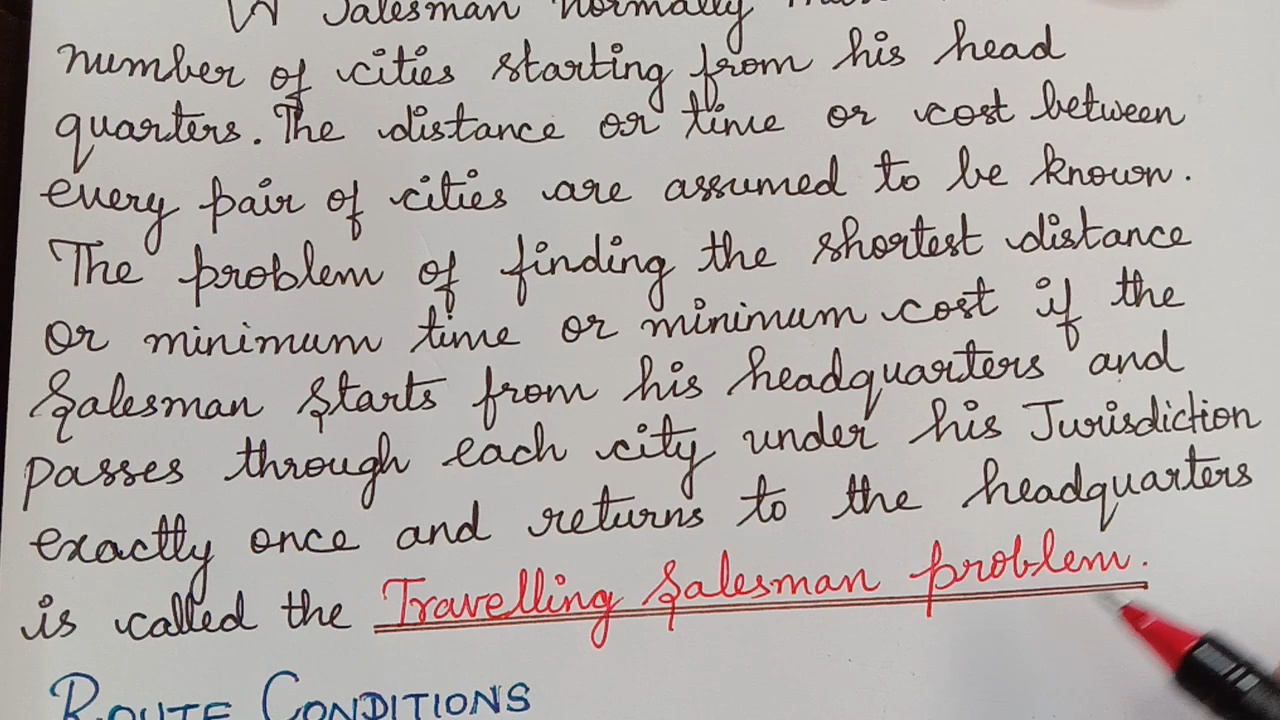 A Salesman normally
number of cities starting from his head
quarters. The distance or time or cost between
every pair of cities are assumed to be known.
The problem of finding the shortest distance
or minimum time or minimum cost if the
Salesman starts from his headquarters and
passes through each city under his Jurisdiction
exactly once and returns to the headquarters
is called the Travelling Salesman problem.
ROUTE CONDITIONS